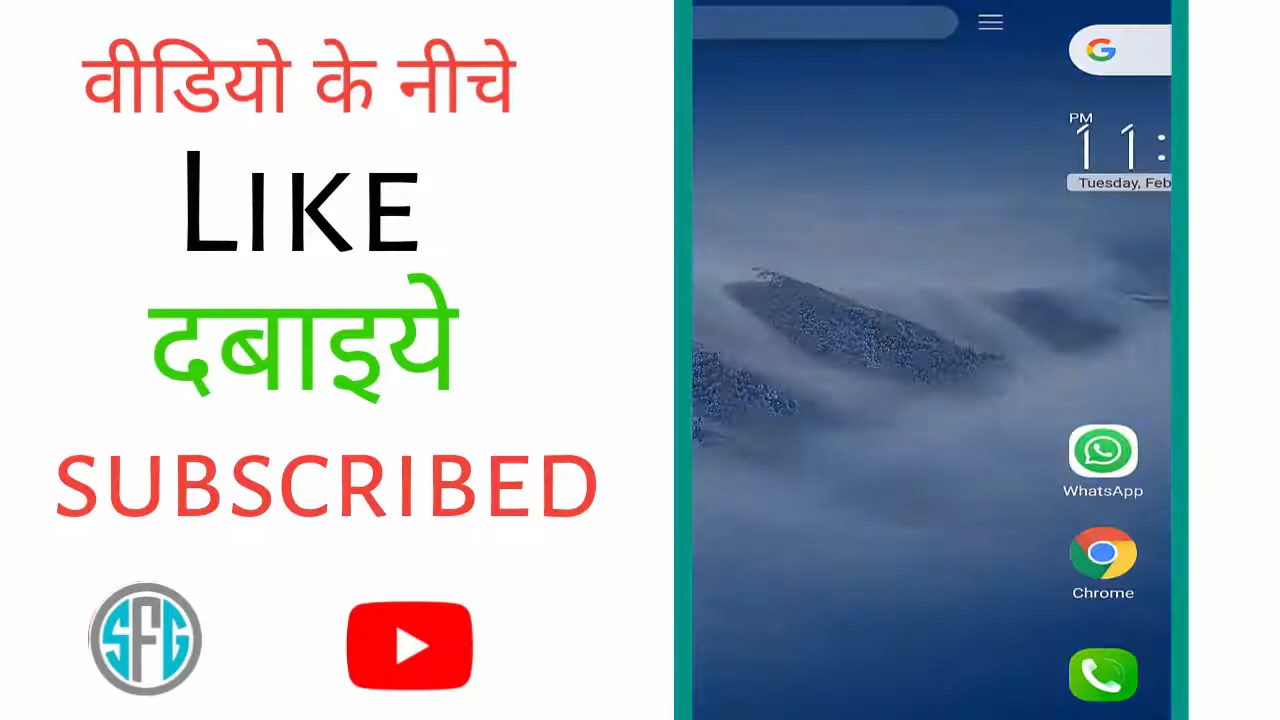 वीडियो के नीचे
LIKE
दबाइये
SUBSCRIBED
SFG
PM
11:
Tuesday, Feb
WhatsApp
Chrome